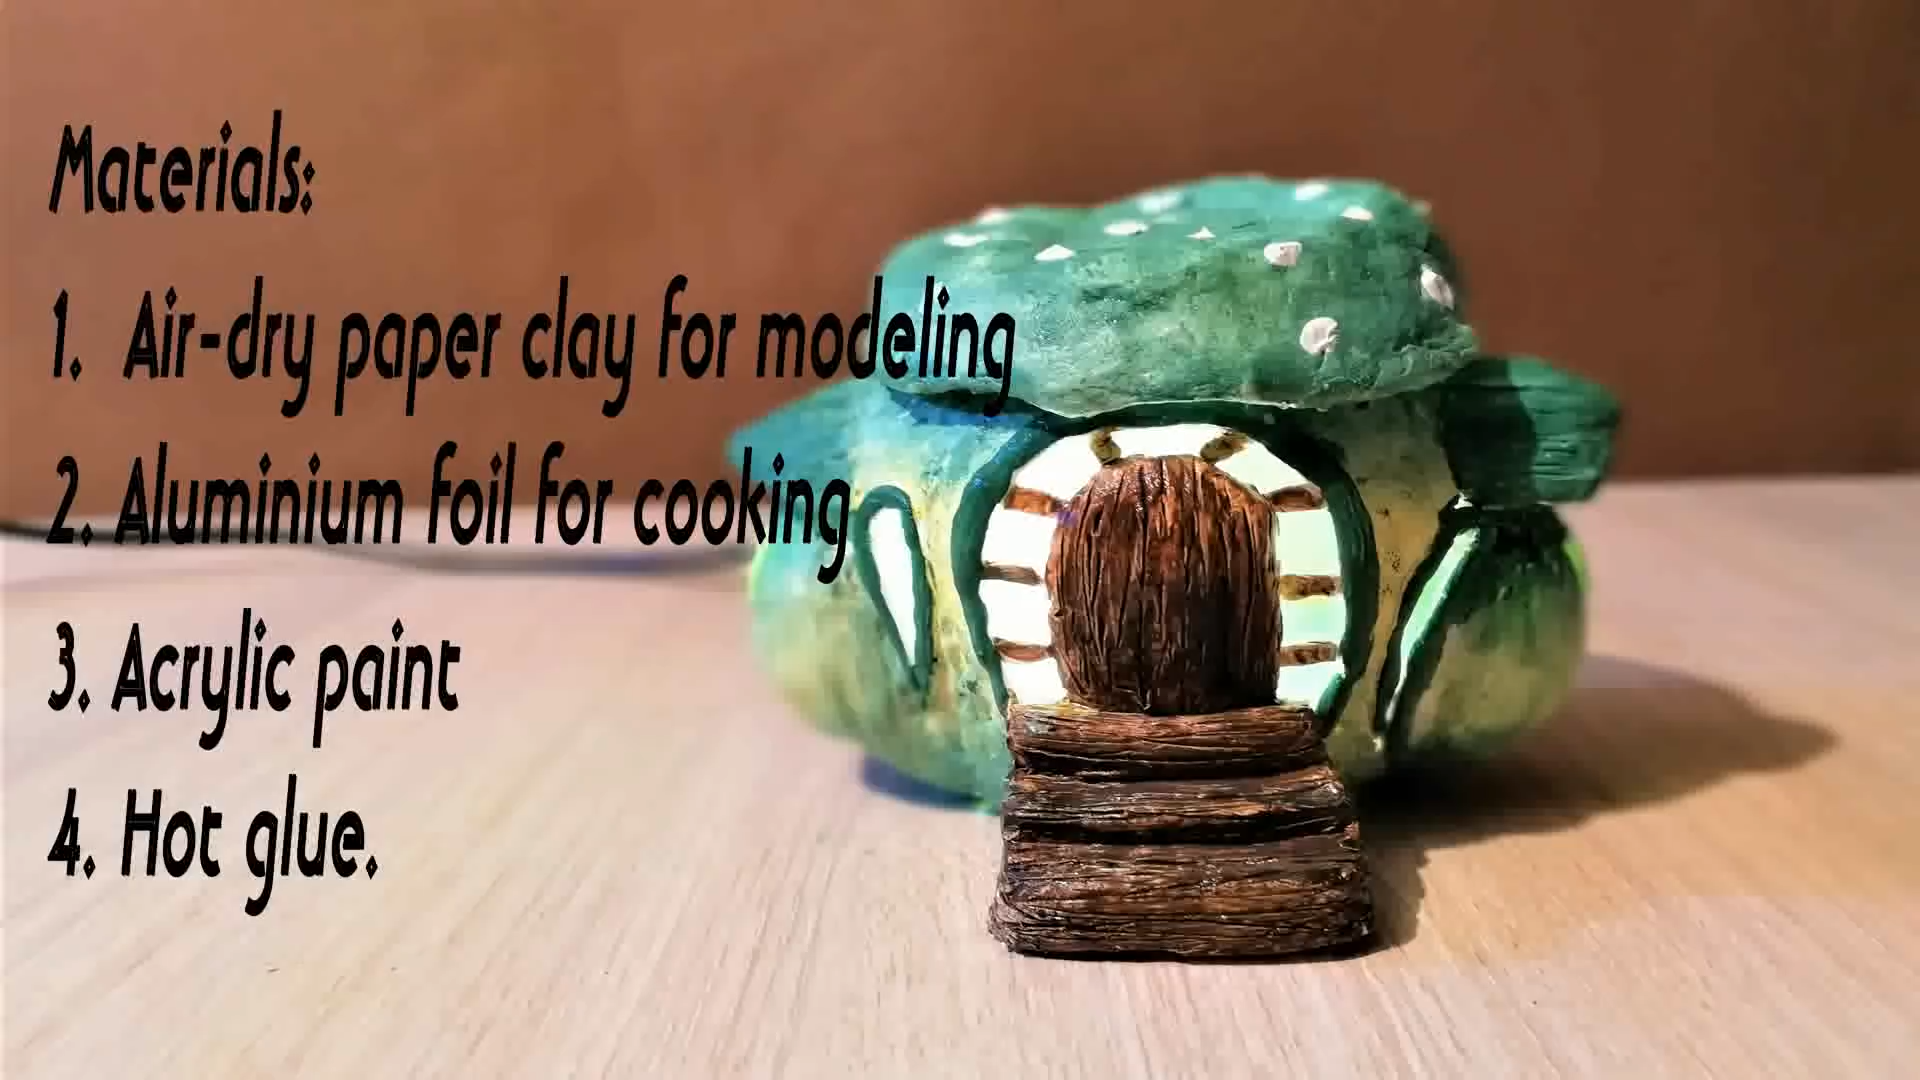 Materials:
1. Air-dry paper clay for modeling
2. Aluminium foil for cooking
3. Acrylic paint
4. Hot glue.